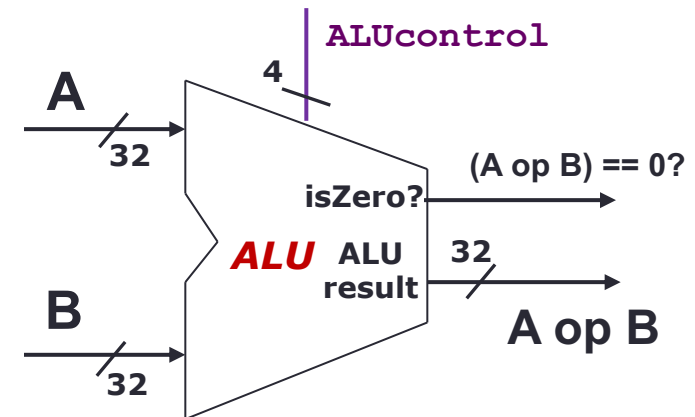 ALUcontrol
4
A
32
(A op B) == 0?
isZero?
ALU
ALU
result
32
A op B
B
32